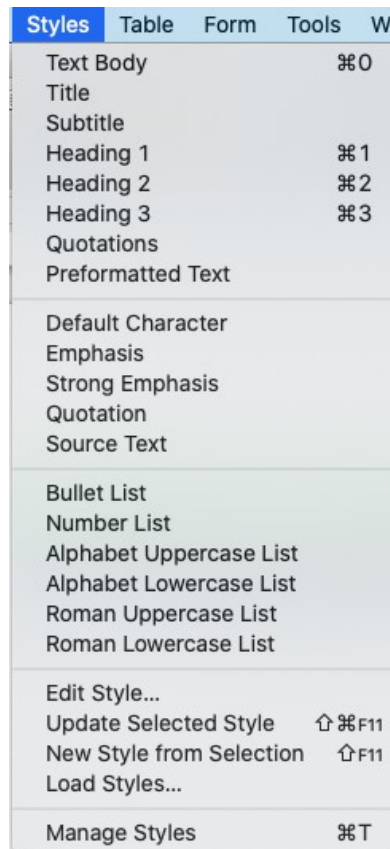 Styles Table Form Tools W
Text Body ⌘0
Title
Subtitle
Heading 1 ⌘1
Heading 2 ⌘2
Heading 3 ⌘3
Quotations
Preformatted Text
Default Character
Emphasis
Strong Emphasis
Quotation
Source Text
Bullet List
Number List
Alphabet Uppercase List
Alphabet Lowercase List
Roman Uppercase List
Roman Lowercase List
Edit Style...
Update Selected Style ⇧⌘F11
New Style from Selection ⇧F11
Load Styles...
Manage Styles ⌘T